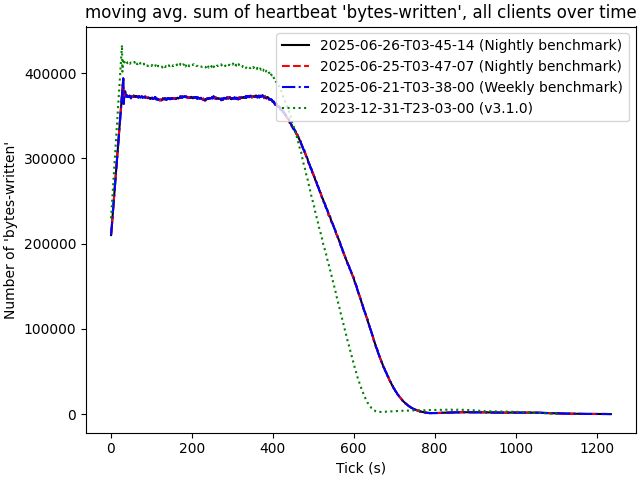 moving avg. sum of heartbeat 'bytes-written', all clients over time
2025-06-26-T03-45-14 (Nightly benchmark)
2025-06-25-T03-47-07 (Nightly benchmark)
2025-06-21-T03-38-00 (Weekly benchmark)
2023-12-31-T23-03-00 (v3.1.0)
Number of 'bytes-written'
400000
300000
200000
100000
0
0 200 400 600 800 1000 1200
Tick (s)